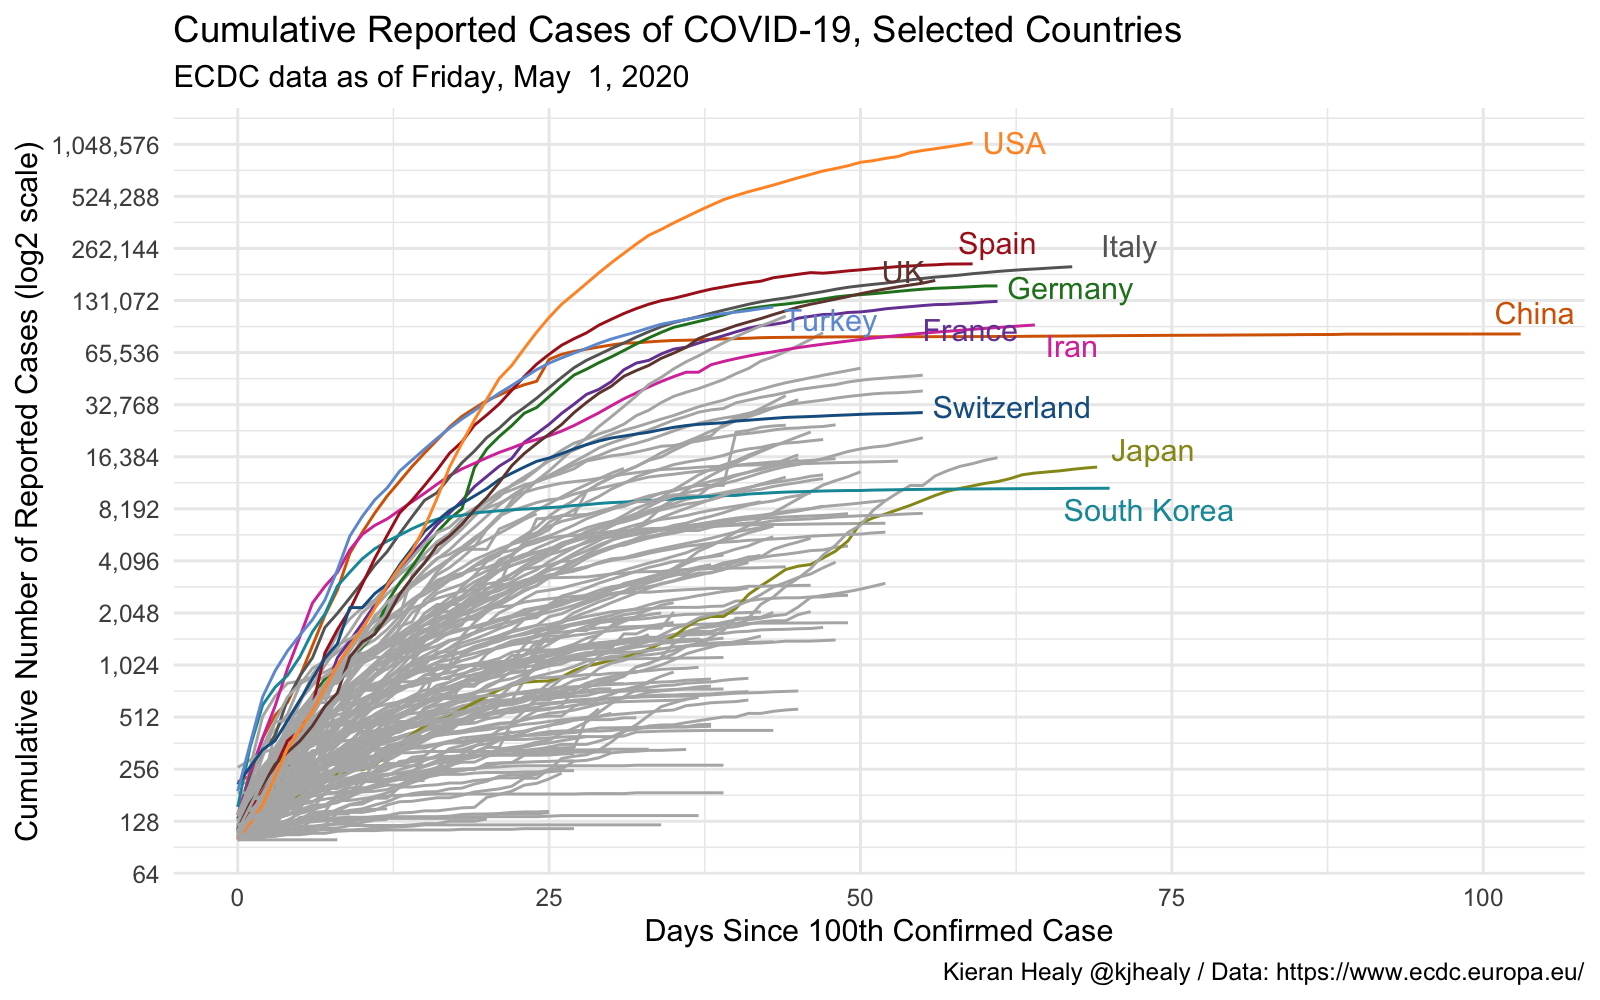 Cumulative Reported Cases of COVID-19, Selected Countries
ECDC data as of Friday, May  1, 2020
Cumulative Number of Reported Cases (log2 scale)
1,048,576
524,288
262,144
131,072
65,536
32,768
16,384
8,192
4,096
2,048
1,024
512
256
128
64
USA
Spain
Italy
UK
Germany
China
Turkey
France
Iran
Switzerland
Japan
South Korea
0 25 50 75 100
Days Since 100th Confirmed Case
Kieran Healy @kjhealy / Data: https://www.ecdc.europa.eu/